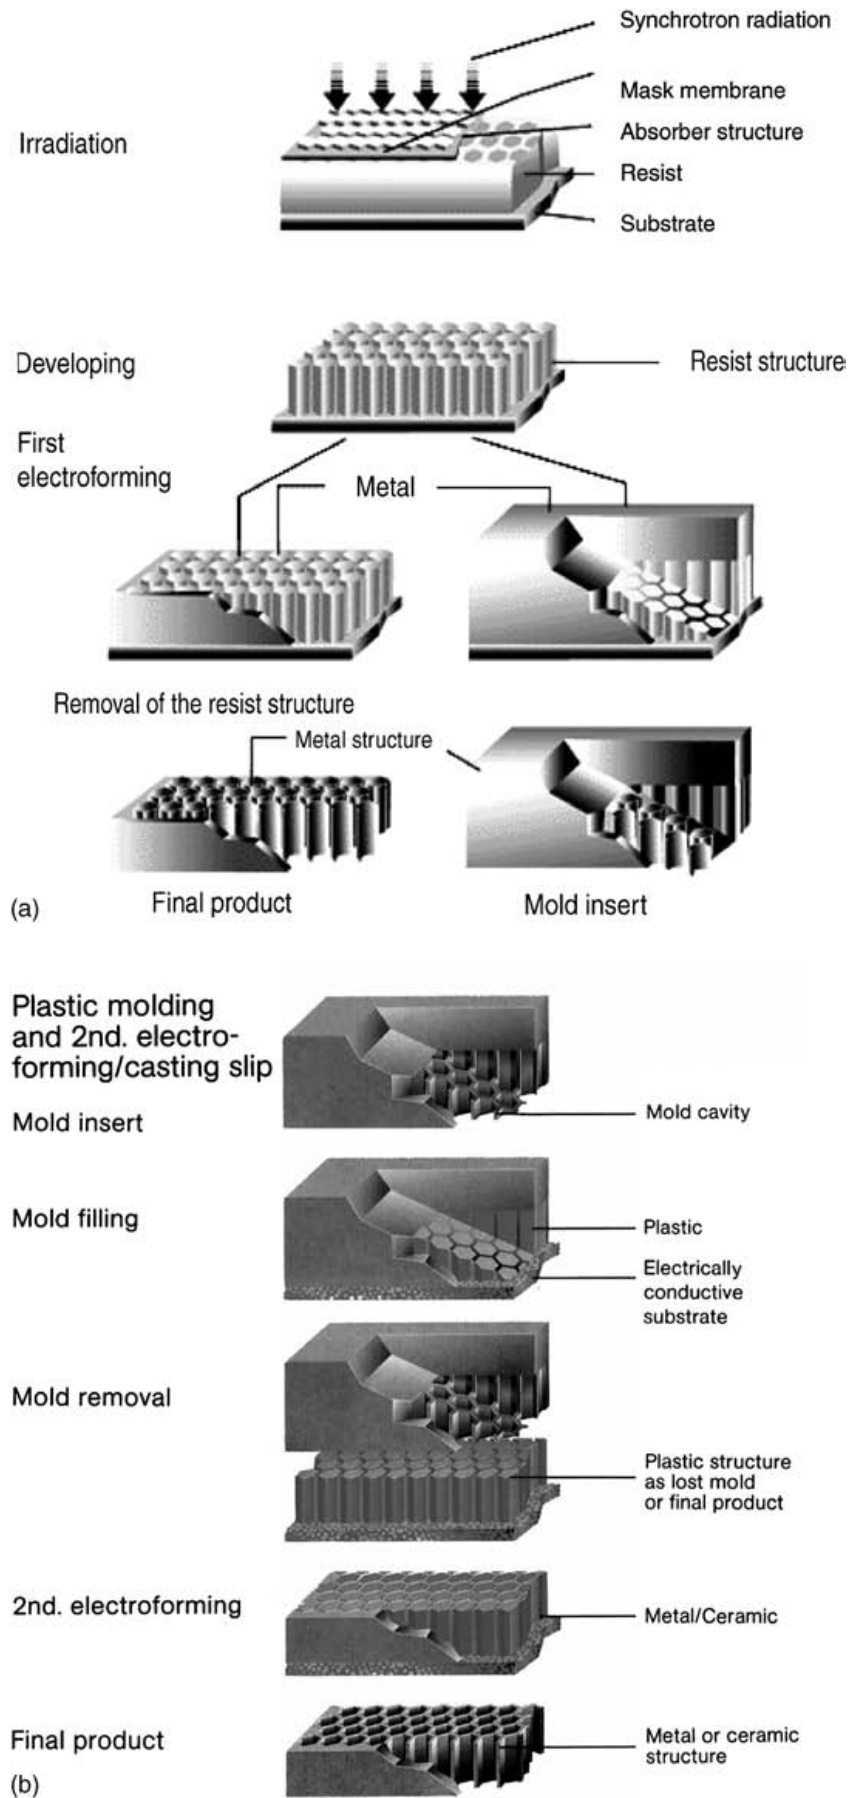 Synchrotron radiation
Mask membrane
Irradiation
Absorber structure
Resist
Substrate
Developing
Resist structure
First
electroforming
Metal
Removal of the resist structure
Metal structure
Final product
Mold insert
(a)
Plastic molding
and 2nd. electro-
forming/casting slip
Mold insert
Mold cavity
Mold filling
Plastic
Electrically
conductive
substrate
Mold removal
Plastic structure
as lost mold
or final product
2nd. electroforming
Metal/Ceramic
Final product
Metal or ceramic
structure
(b)